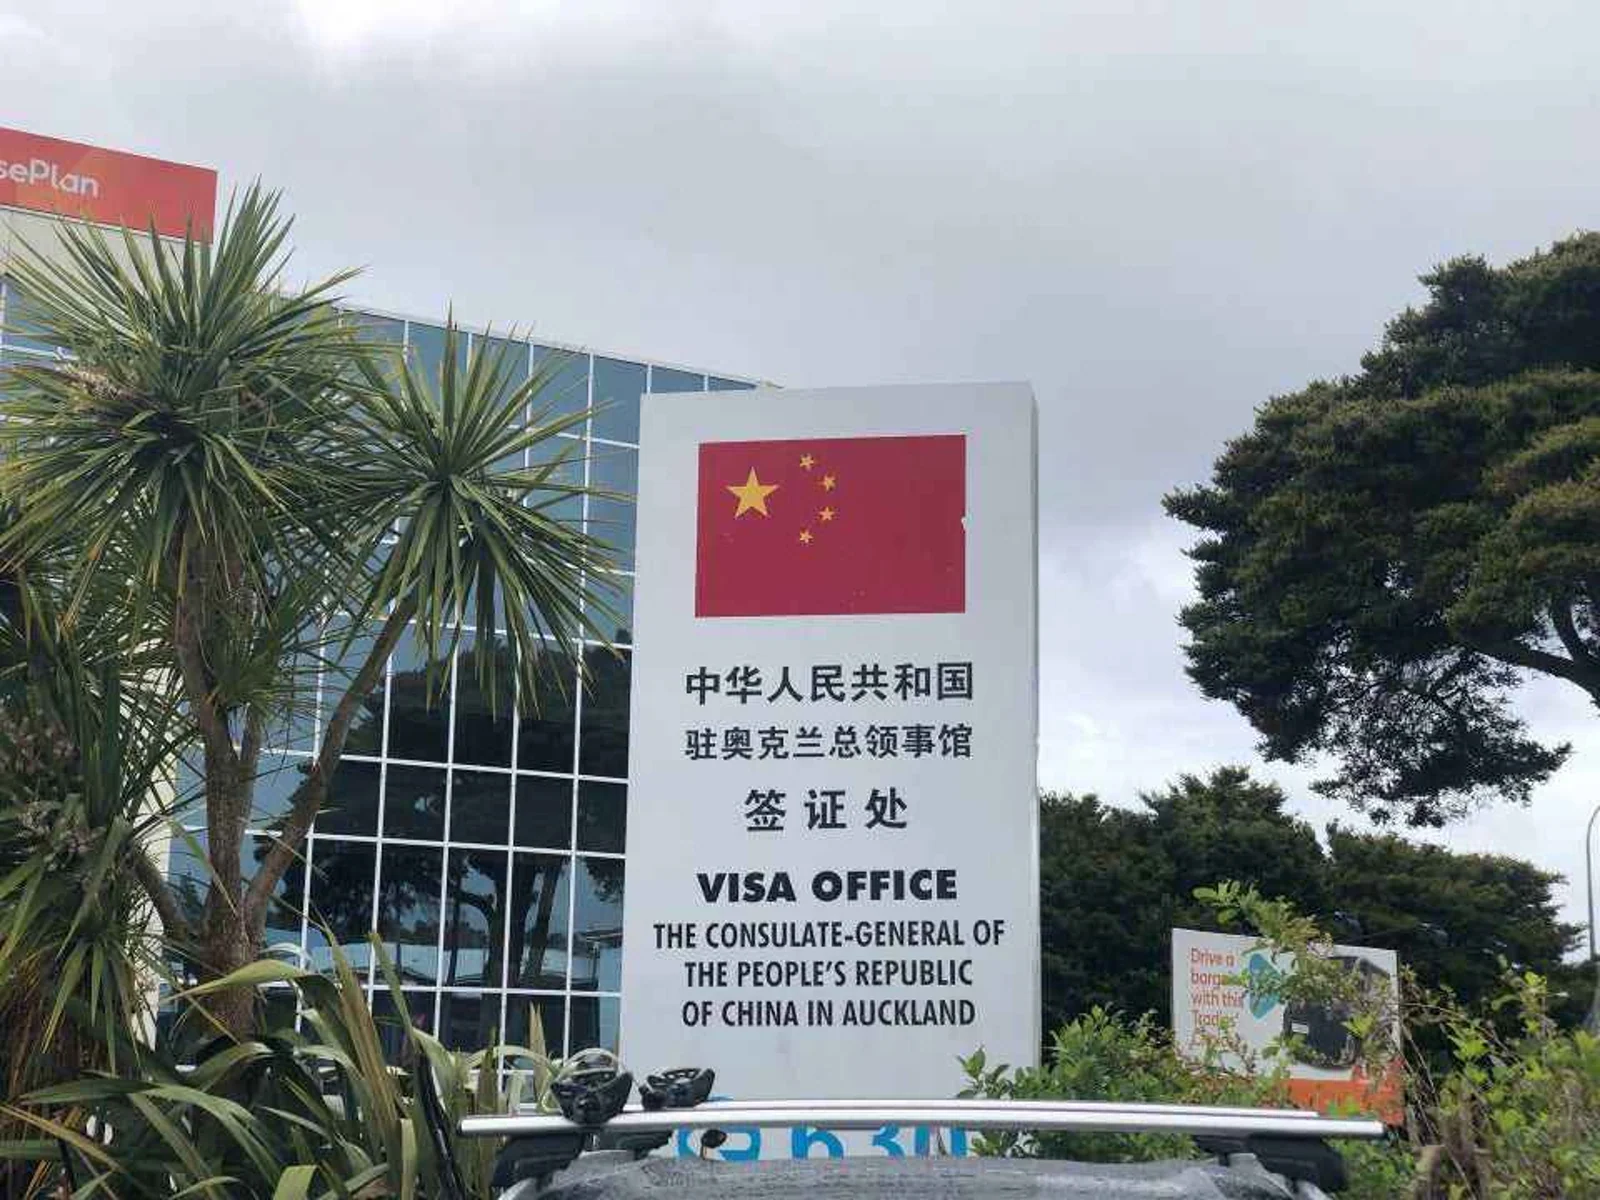 sePlan
中华人民共和国
驻奥克兰总领事馆
签证处
VISA OFFICE
THE CONSULATE-GENERAL OF
THE PEOPLE'S REPUBLIC
OF CHINA IN AUCKLAND
Drive a
with this
630